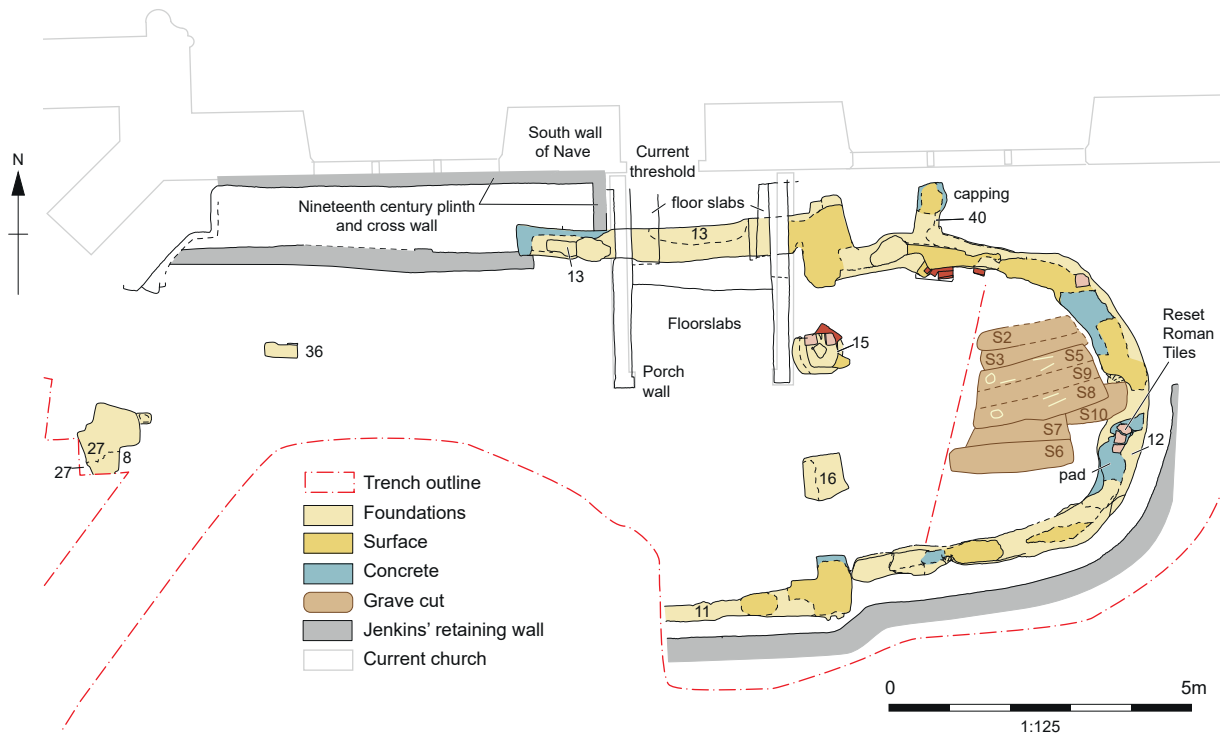 South wall
of Nave
N
Current
threshold
floor slabs
capping
Nineteenth century plinth
and cross wall
40
13
13
Floorslabs
Reset
Roman
Tiles
S2
S3
S5
S9
S8
S10
S7
S6
15
36
Porch
wall
12
27
27
8
16
pad
11
Trench outline
Foundations
Surface
Concrete
Grave cut
Jenkins' retaining wall
Current church
0
5m
1:125